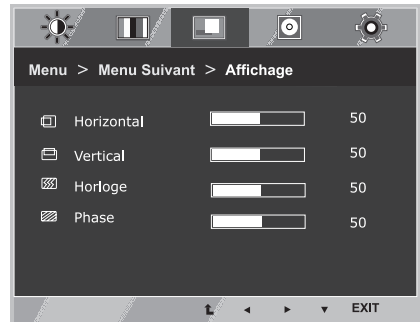 Menu > Menu Suivant > Affichage
Horizontal 50
Vertical 50
Horloge 50
Phase 50
EXIT